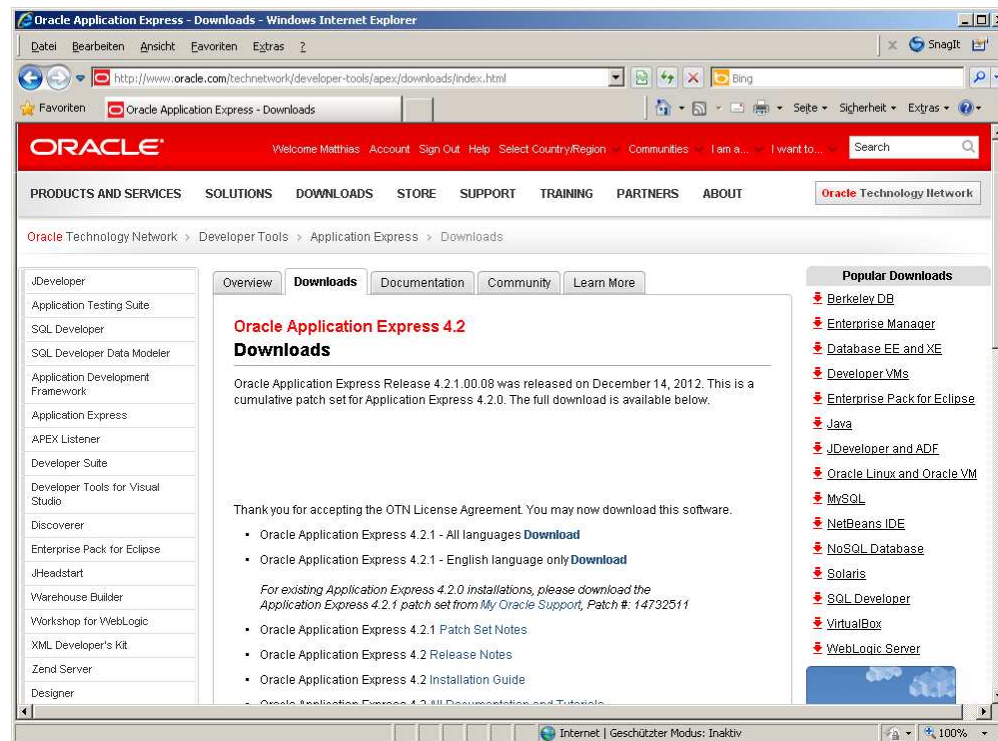 Oracle Application Express - Downloads - Windows Internet Explorer
Datei Bearbeiten Ansicht Favoriten Extras ?
SnagIt
http://www.oracle.com/technetwork/developer-tools/apex/downloads/index.html
Bing
Favoriten
Oracle Application Express - Downloads
Seite Sicherheit Extras
ORACLE
Welcome Matthias Account Sign Out Help Select Country/Region Communities I am a... I want to...
Search
PRODUCTS AND SERVICES SOLUTIONS DOWNLOADS STORE SUPPORT TRAINING PARTNERS ABOUT
Oracle Technology Network
Oracle Technology Network > Developer Tools > Application Express > Downloads
JDeveloper
Application Testing Suite
SQL Developer
SQL Developer Data Modeler
Application Development
Framework
Application Express
APEX Listener
Developer Suite
Developer Tools for Visual
Studio
Discoverer
Enterprise Pack for Eclipse
JHeadstart
Warehouse Builder
Workshop for WebLogic
XML Developer's Kit
Zend Server
Designer
Overview Downloads Documentation Community Learn More
Oracle Application Express 4.2
Downloads
Oracle Application Express Release 4.2.1.00.08 was released on December 14, 2012. This is a
cumulative patch set for Application Express 4.2.0. The full download is available below.
Thank you for accepting the OTN License Agreement. You may now download this software.
• Oracle Application Express 4.2.1 - All languages Download
• Oracle Application Express 4.2.1 - English language only Download
For existing Application Express 4.2.0 installations, please download the
Application Express 4.2.1 patch set from My Oracle Support, Patch #: 14732511
• Oracle Application Express 4.2.1 Patch Set Notes
• Oracle Application Express 4.2 Release Notes
• Oracle Application Express 4.2 Installation Guide
• Oracle Application Express 4.2 All Documentation and Tutorials
Popular Downloads
Berkeley DB
Enterprise Manager
Database EE and XE
Developer VMs
Enterprise Pack for Eclipse
Java
JDeveloper and ADF
Oracle Linux and Oracle VM
MySQL
NetBeans IDE
NoSQL Database
Solaris
SQL Developer
VirtualBox
WebLogic Server
Internet | Geschützter Modus: Inaktiv
100%